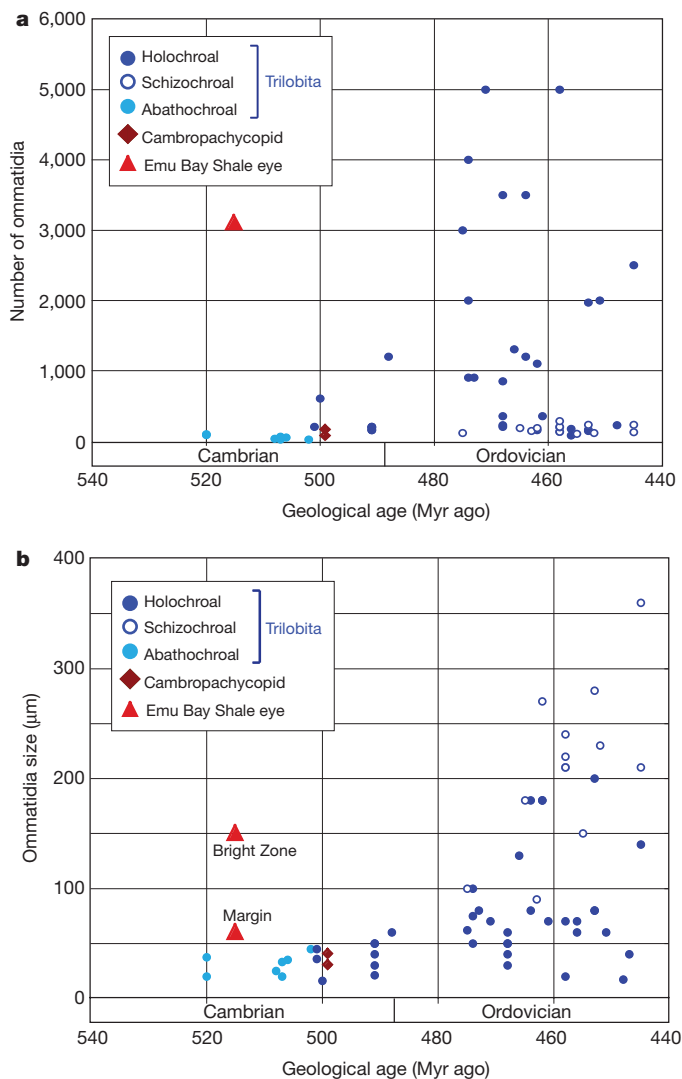 a
6,000
5,000
4,000
3,000
2,000
1,000
0
Number of ommatidia
Holochroal
Schizochroal
Abathochroal
Trilobita
Cambropachycopid
Emu Bay Shale eye
Cambrian
Ordovician
540 520 500 480 460 440
Geological age (Myr ago)
b
400
300
200
100
0
Ommatidia size (μm)
Holochroal
Schizochroal
Abathochroal
Trilobita
Cambropachycopid
Emu Bay Shale eye
Bright Zone
Margin
Cambrian
Ordovician
540 520 500 480 460 440
Geological age (Myr ago)